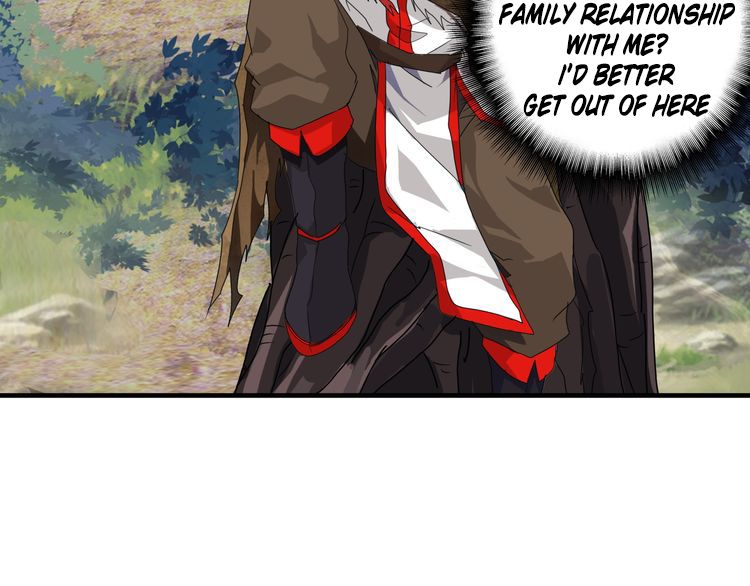 FAMILY RELATIONSHIP
WITH ME?
I'D BETTER
GET OUT OF HERE